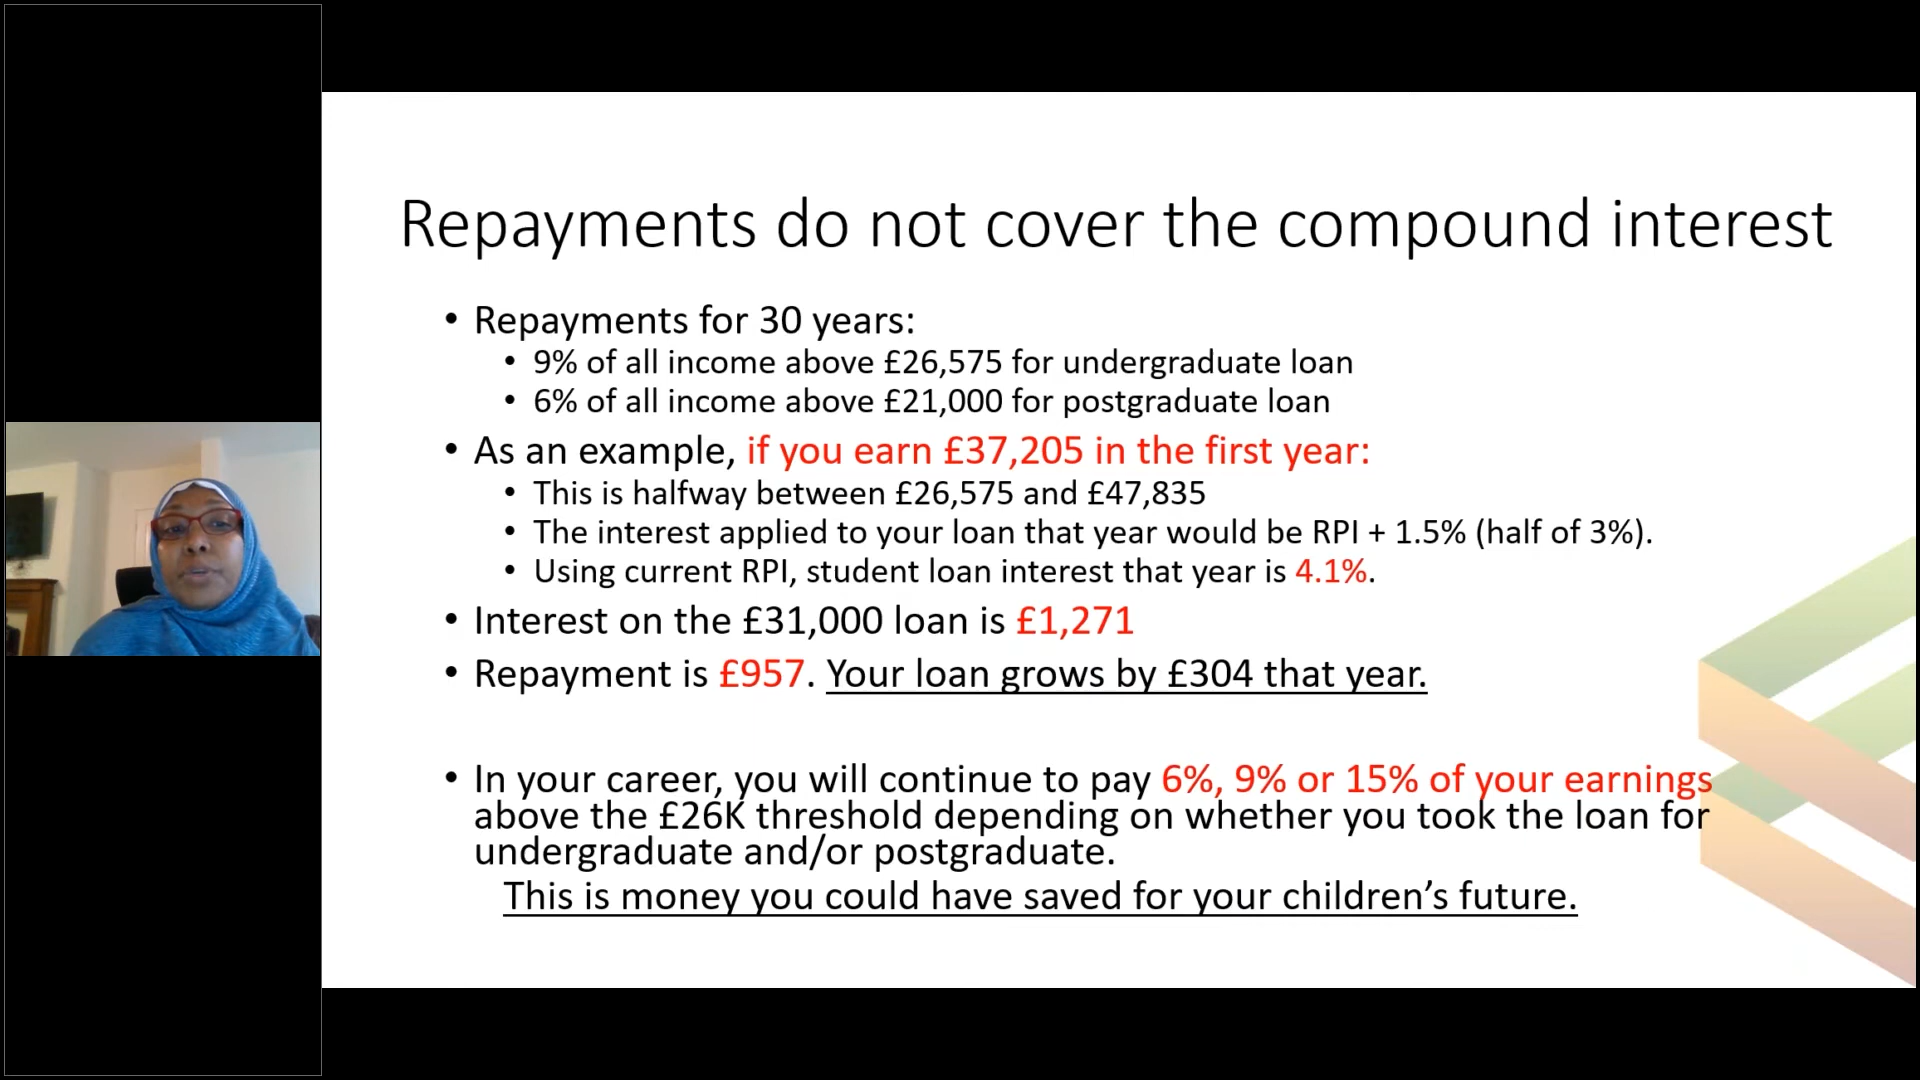 Repayments do not cover the compound interest
• Repayments for 30 years:
• 9% of all income above £26,575 for undergraduate loan
• 6% of all income above £21,000 for postgraduate loan
• As an example, if you earn £37,205 in the first year:
• This is halfway between £26,575 and £47,835
• The interest applied to your loan that year would be RPI + 1.5% (half of 3%).
• Using current RPI, student loan interest that year is 4.1%.
• Interest on the £31,000 loan is £1,271
• Repayment is £957. Your loan grows by £304 that year.
• In your career, you will continue to pay 6%, 9% or 15% of your earnings
above the £26K threshold depending on whether you took the loan for
undergraduate and/or postgraduate.
This is money you could have saved for your children’s future.